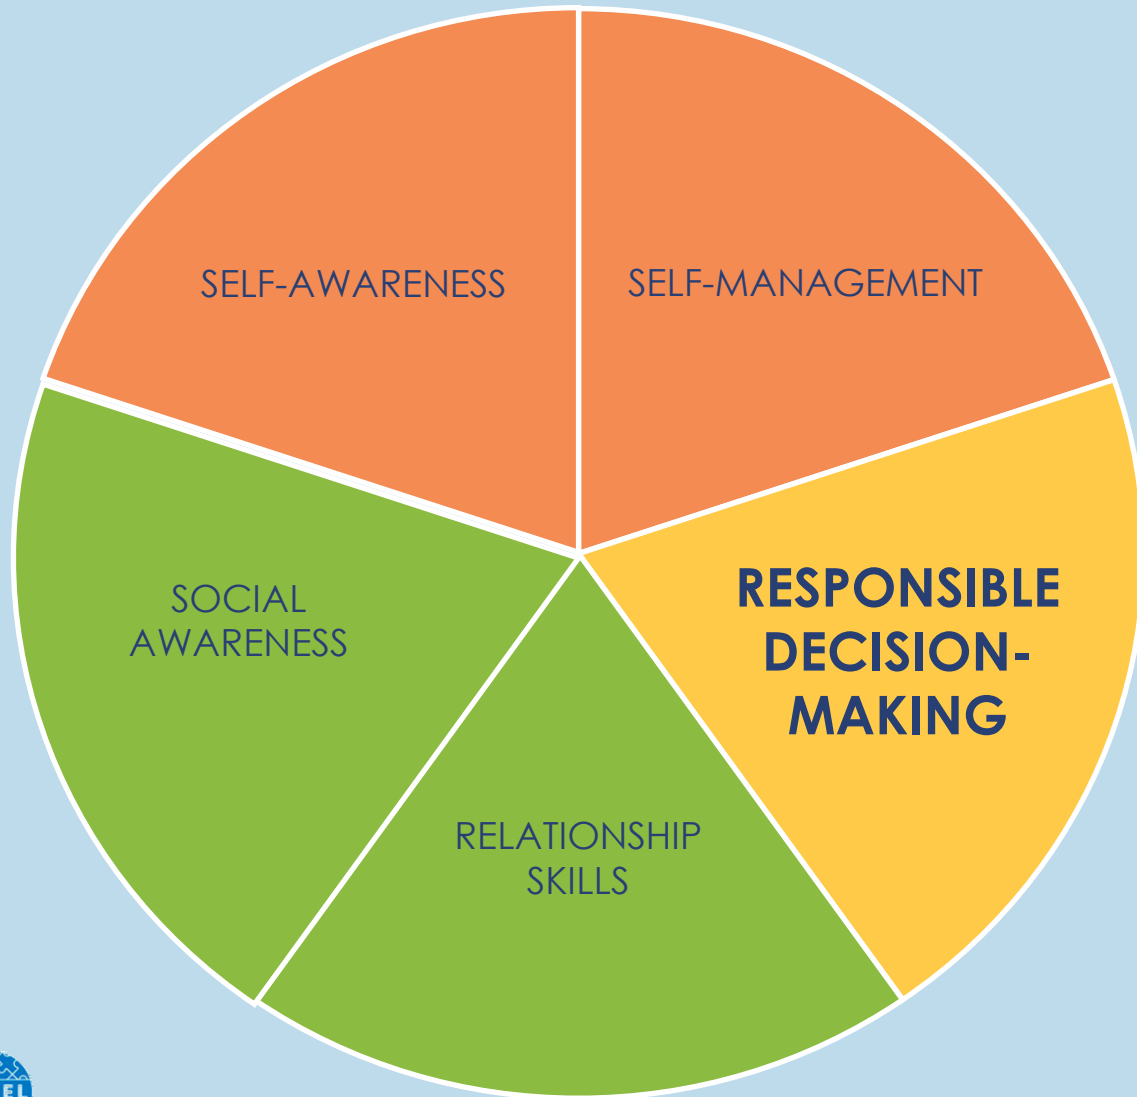 SELF-AWARENESS
SELF-MANAGEMENT
SOCIAL
AWARENESS
RESPONSIBLE
DECISION-
MAKING
RELATIONSHIP
SKILLS